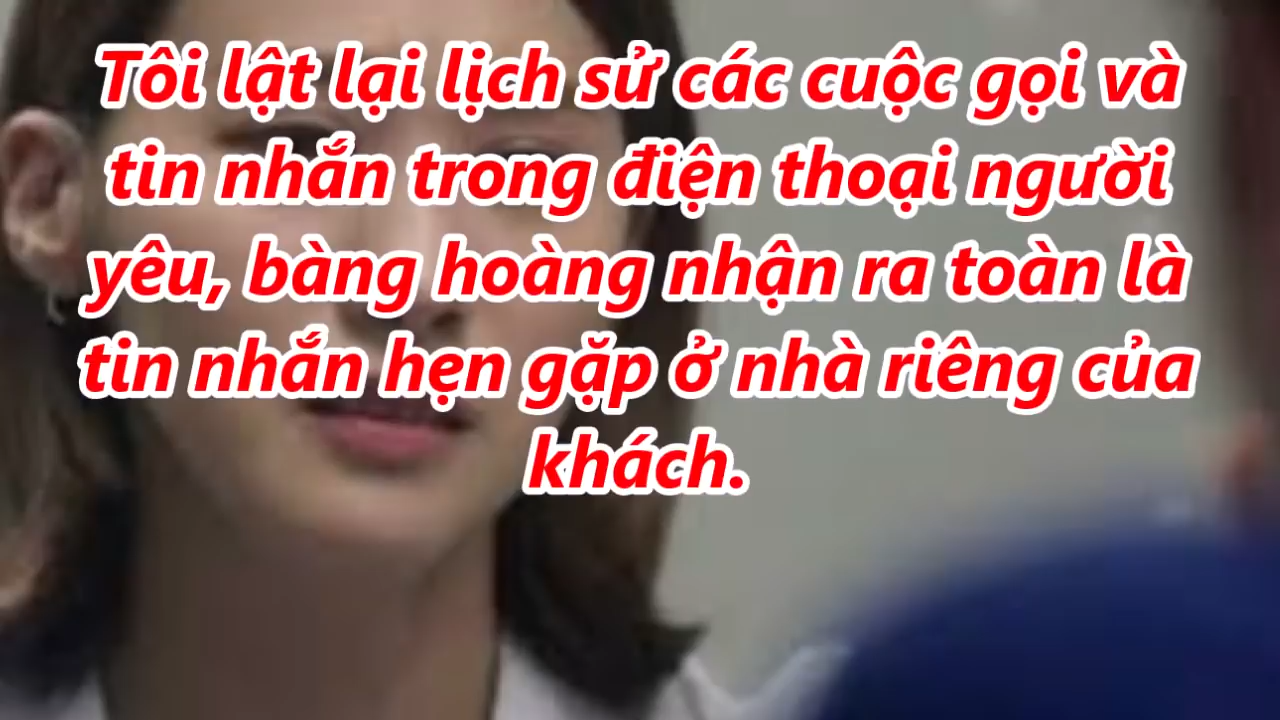 Tôi lật lại lịch sử các cuộc gọi và
tin nhắn trong điện thoại người
yêu, bàng hoàng nhận ra toàn là
tin nhắn hẹn gặp ở nhà riêng của
khách.